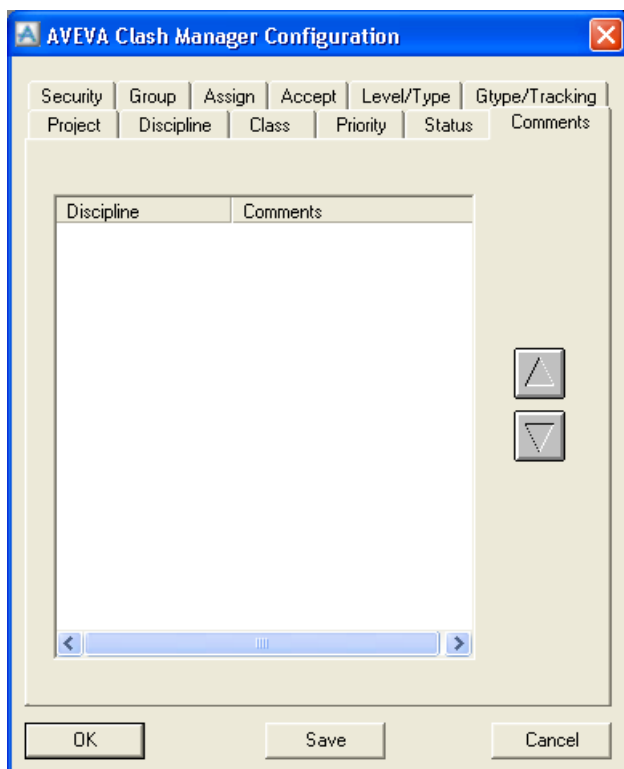 AVEVA Clash Manager Configuration
Security Group Assign Accept Level/Type Gtype/Tracking
Project Discipline Class Priority Status Comments
Discipline Comments
OK Save Cancel